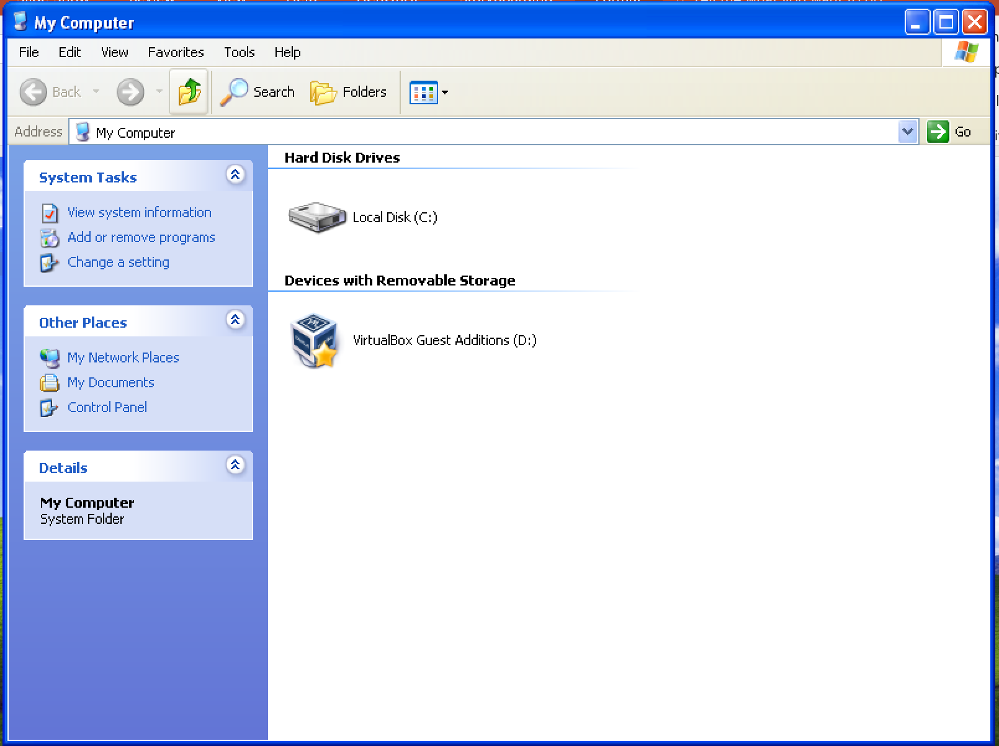 My Computer
File Edit View Favorites Tools Help
Back Search Folders
Address My Computer Go
System Tasks
View system information
Add or remove programs
Change a setting
Other Places
My Network Places
My Documents
Control Panel
Details
My Computer
System Folder
Hard Disk Drives
Local Disk (C:)
Devices with Removable Storage
VirtualBox Guest Additions (D:)